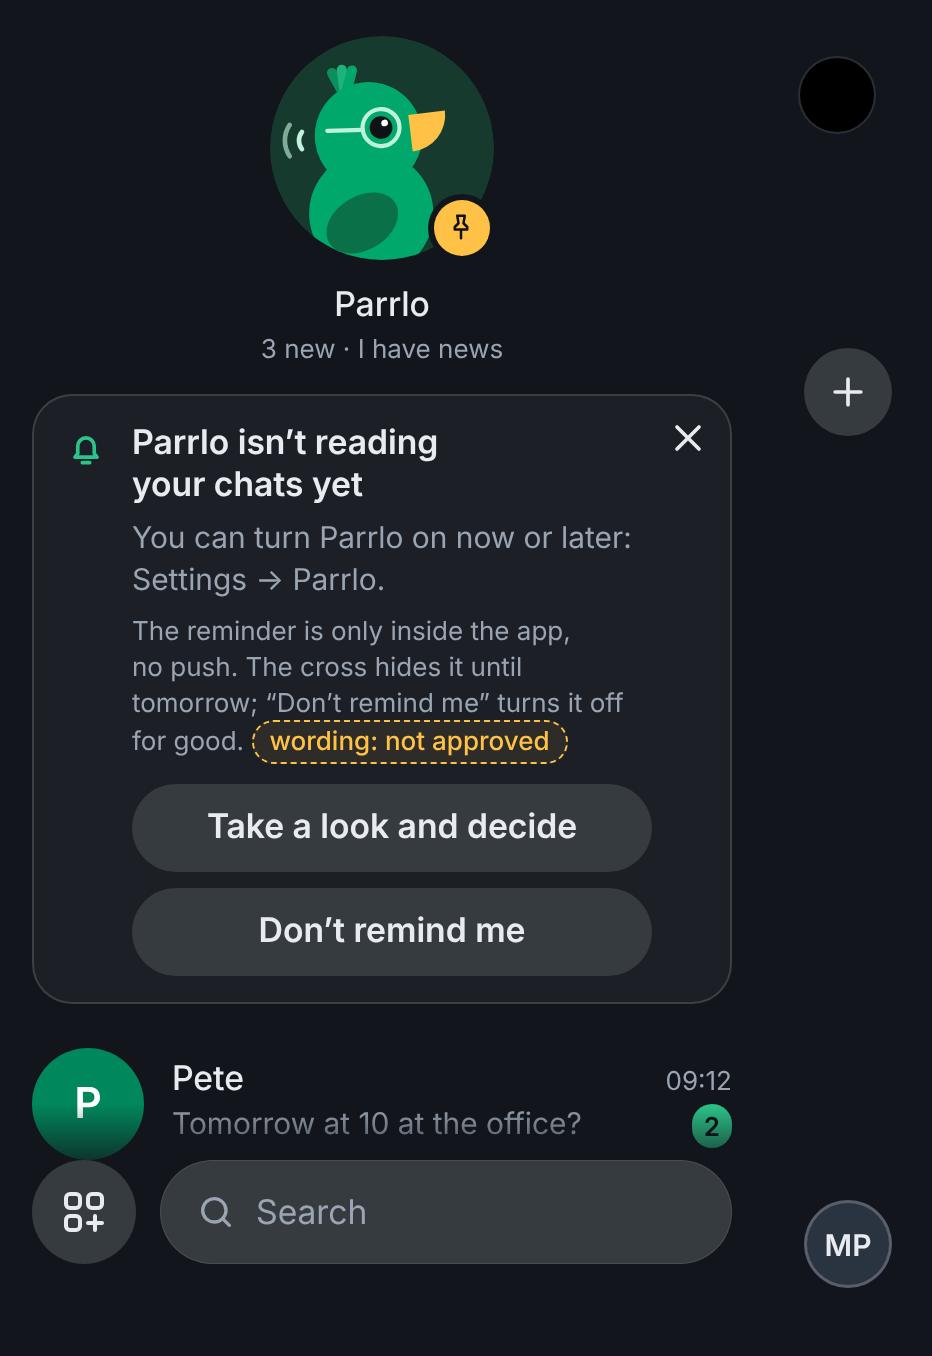 Parrlo
3 new · I have news
Parrlo isn’t reading
your chats yet
You can turn Parrlo on now or later:
Settings → Parrlo.
The reminder is only inside the app,
no push. The cross hides it until
tomorrow; “Don’t remind me” turns it off
for good. wording: not approved
Take a look and decide
Don’t remind me
P
Pete
09:12
Tomorrow at 10 at the office?
2
Search
MP